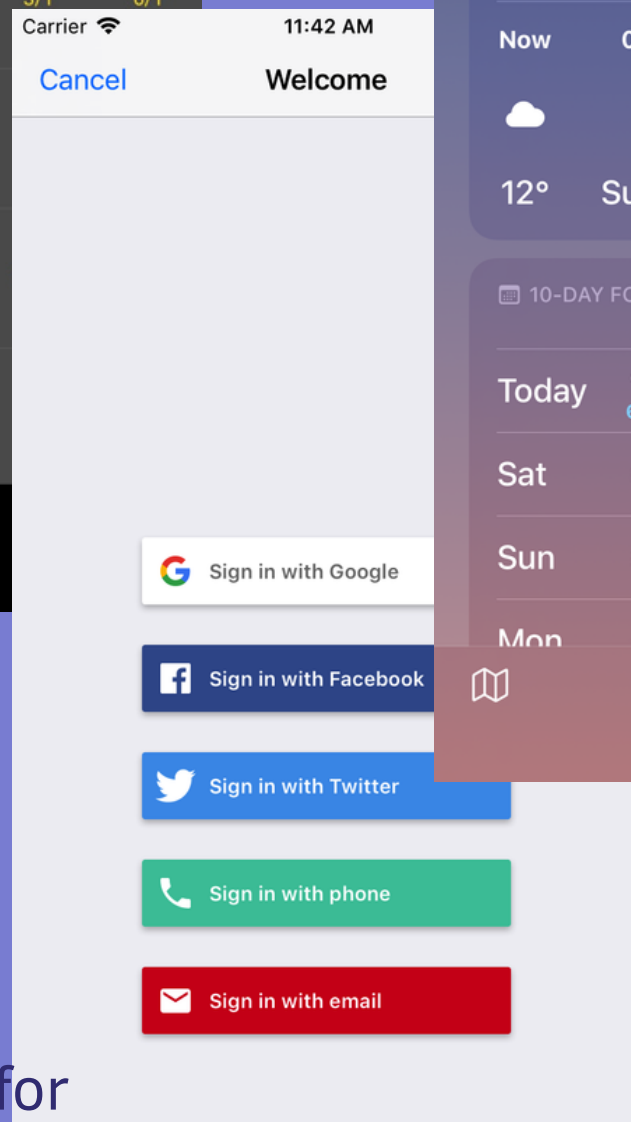 Carrier
11:42 AM
Cancel
Welcome
Sign in with Google
Sign in with Facebook
Sign in with Twitter
Sign in with phone
Sign in with email
Now
12°
10-DAY
Today
Sat
Sun
Mon
for